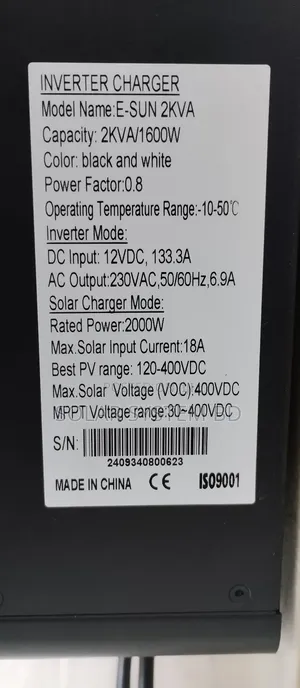 INVERTER CHARGER
Model Name:E-SUN 2KVA
Capacity: 2KVA/1600W
Color: black and white
Power Factor:0.8
Operating Temperature Range:-10-50℃
Inverter Mode:
DC Input: 12VDC, 133.3A
AC Output:230VAC,50/60Hz,6.9A
Solar Charger Mode:
Rated Power:2000W
Max.Solar Input Current:18A
Best PV range: 120-400VDC
Max.Solar Voltage (VOC):400VDC
MPPT Voltage range: 30~400VDC
S/N:
2409340800623
MADE IN CHINA CE ISO9001